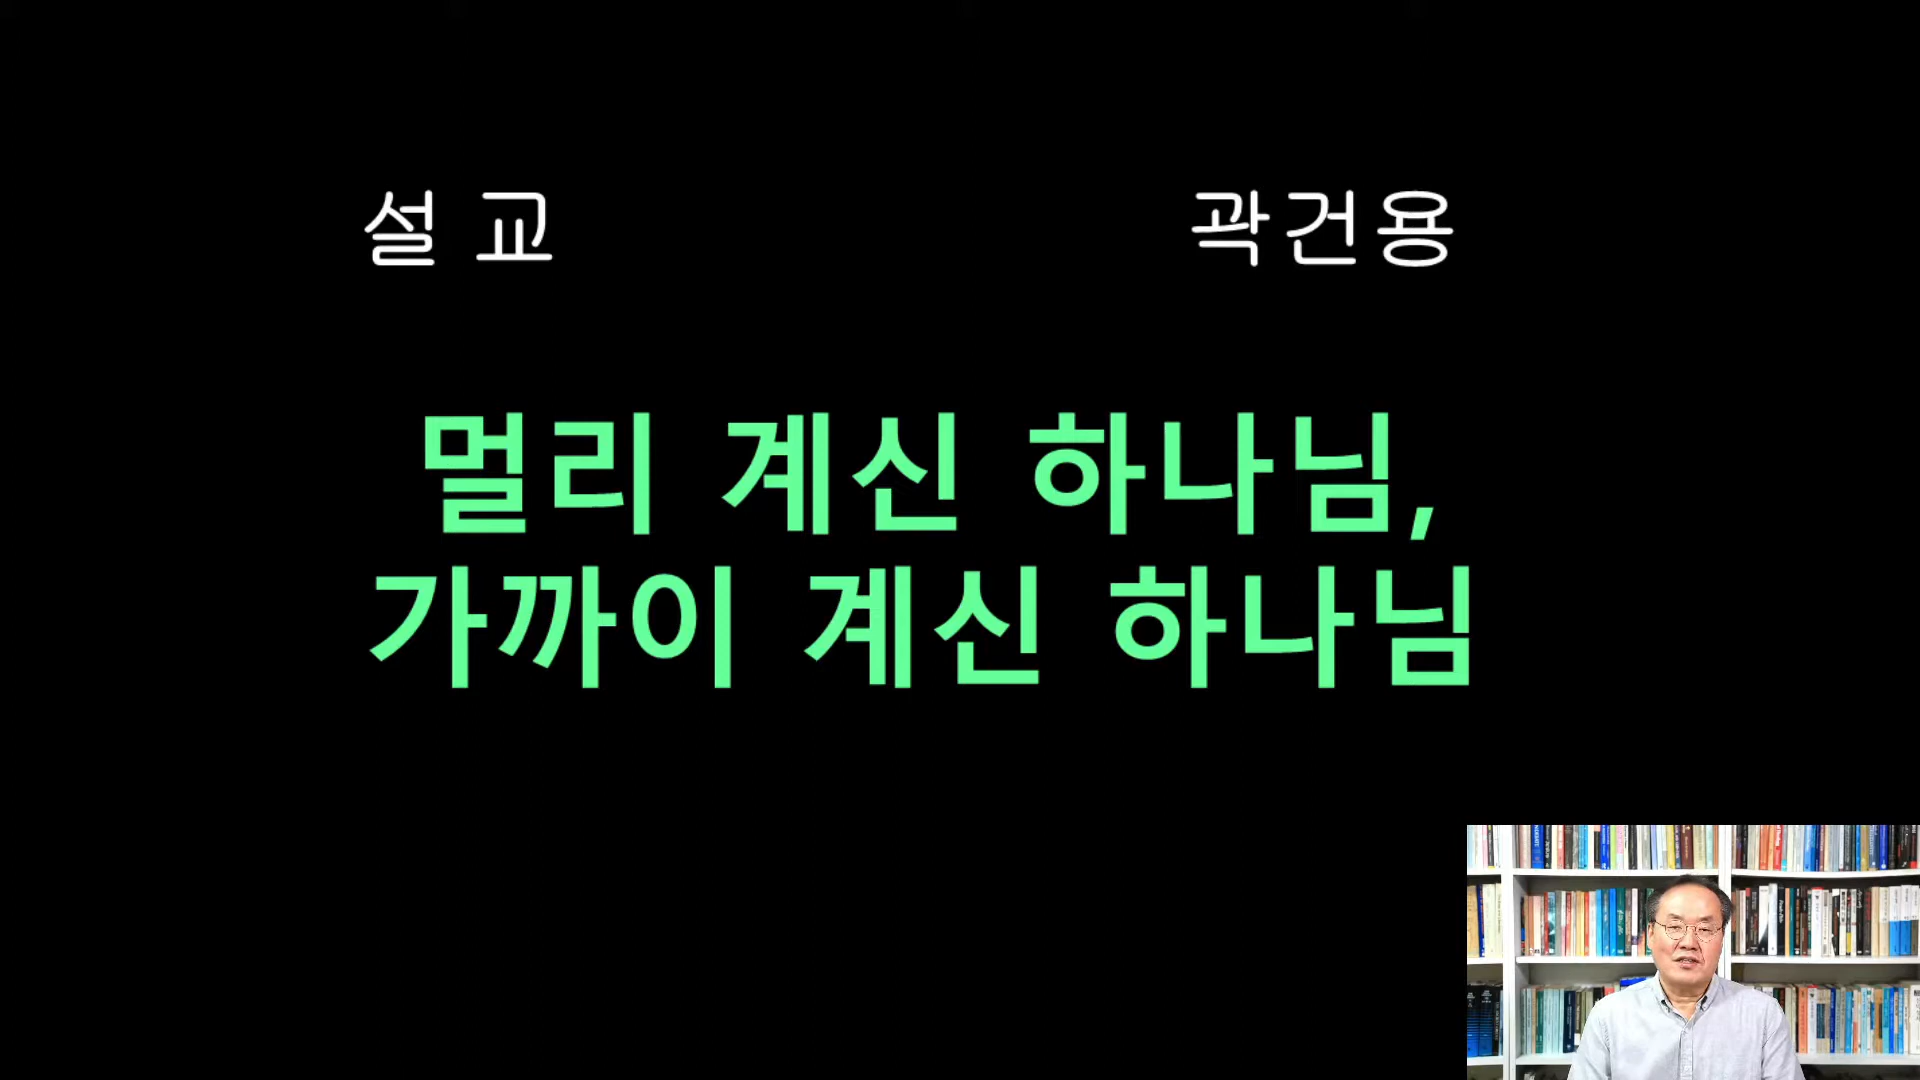 설 교 곽건용
멀리 계신 하나님,
가까이 계신 하나님